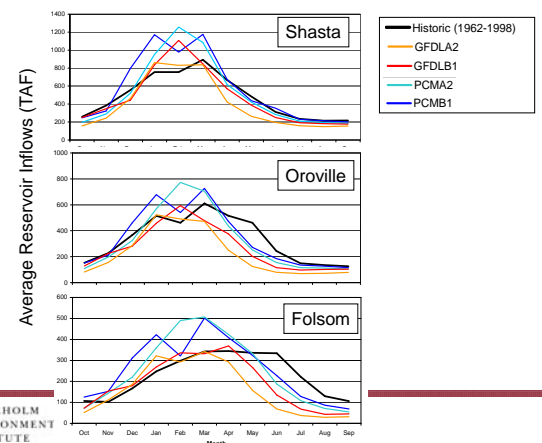 Shasta
Historic (1962-1998)
GFDLA2
GFDLB1
PCMA2
PCMB1
Average Reservoir Inflows (TAF)
1400
1200
1000
800
600
400
200
0
Oroville
1000
800
600
400
200
0
Folsom
600
500
400
300
200
100
0
Oct Nov Dec Jan Feb Mar Apr May Jun Jul Aug Sep
Month
HOLM
ONMENT
TUTE